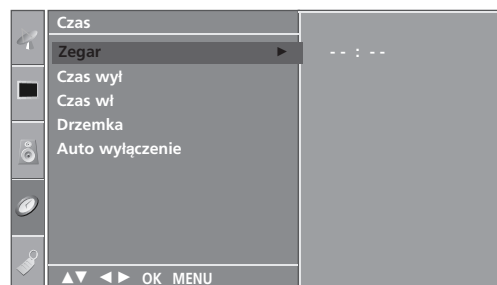 Czas
Zegar ► - - : - -
Czas wył
Czas wł
Drzemka
Auto wyłączenie
▲▼ ◄► OK MENU